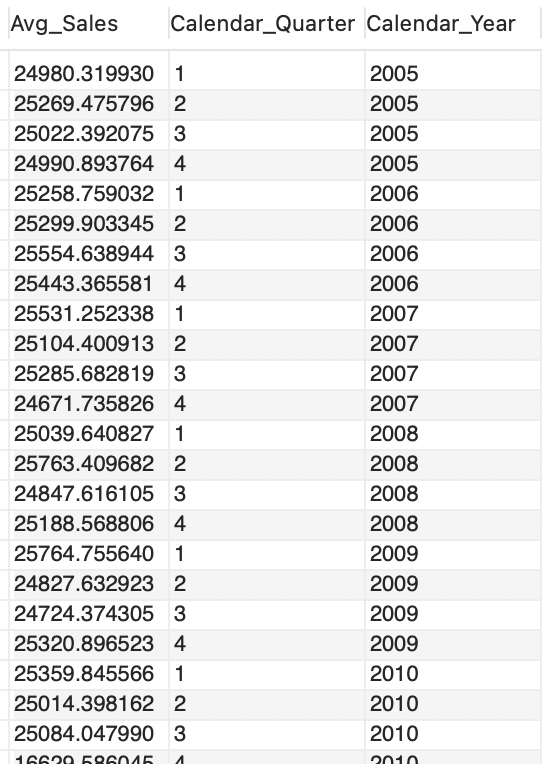 Avg_Sales Calendar_Quarter Calendar_Year
24980.319930 1 2005
25269.475796 2 2005
25022.392075 3 2005
24990.893764 4 2005
25258.759032 1 2006
25299.903345 2 2006
25554.638944 3 2006
25443.365581 4 2006
25531.252338 1 2007
25104.400913 2 2007
25285.682819 3 2007
24671.735826 4 2007
25039.640827 1 2008
25763.409682 2 2008
24847.616105 3 2008
25188.568806 4 2008
25764.755640 1 2009
24827.632923 2 2009
24724.374305 3 2009
25320.896523 4 2009
25359.845566 1 2010
25014.398162 2 2010
25084.047990 3 2010
16629.586045 4 2010